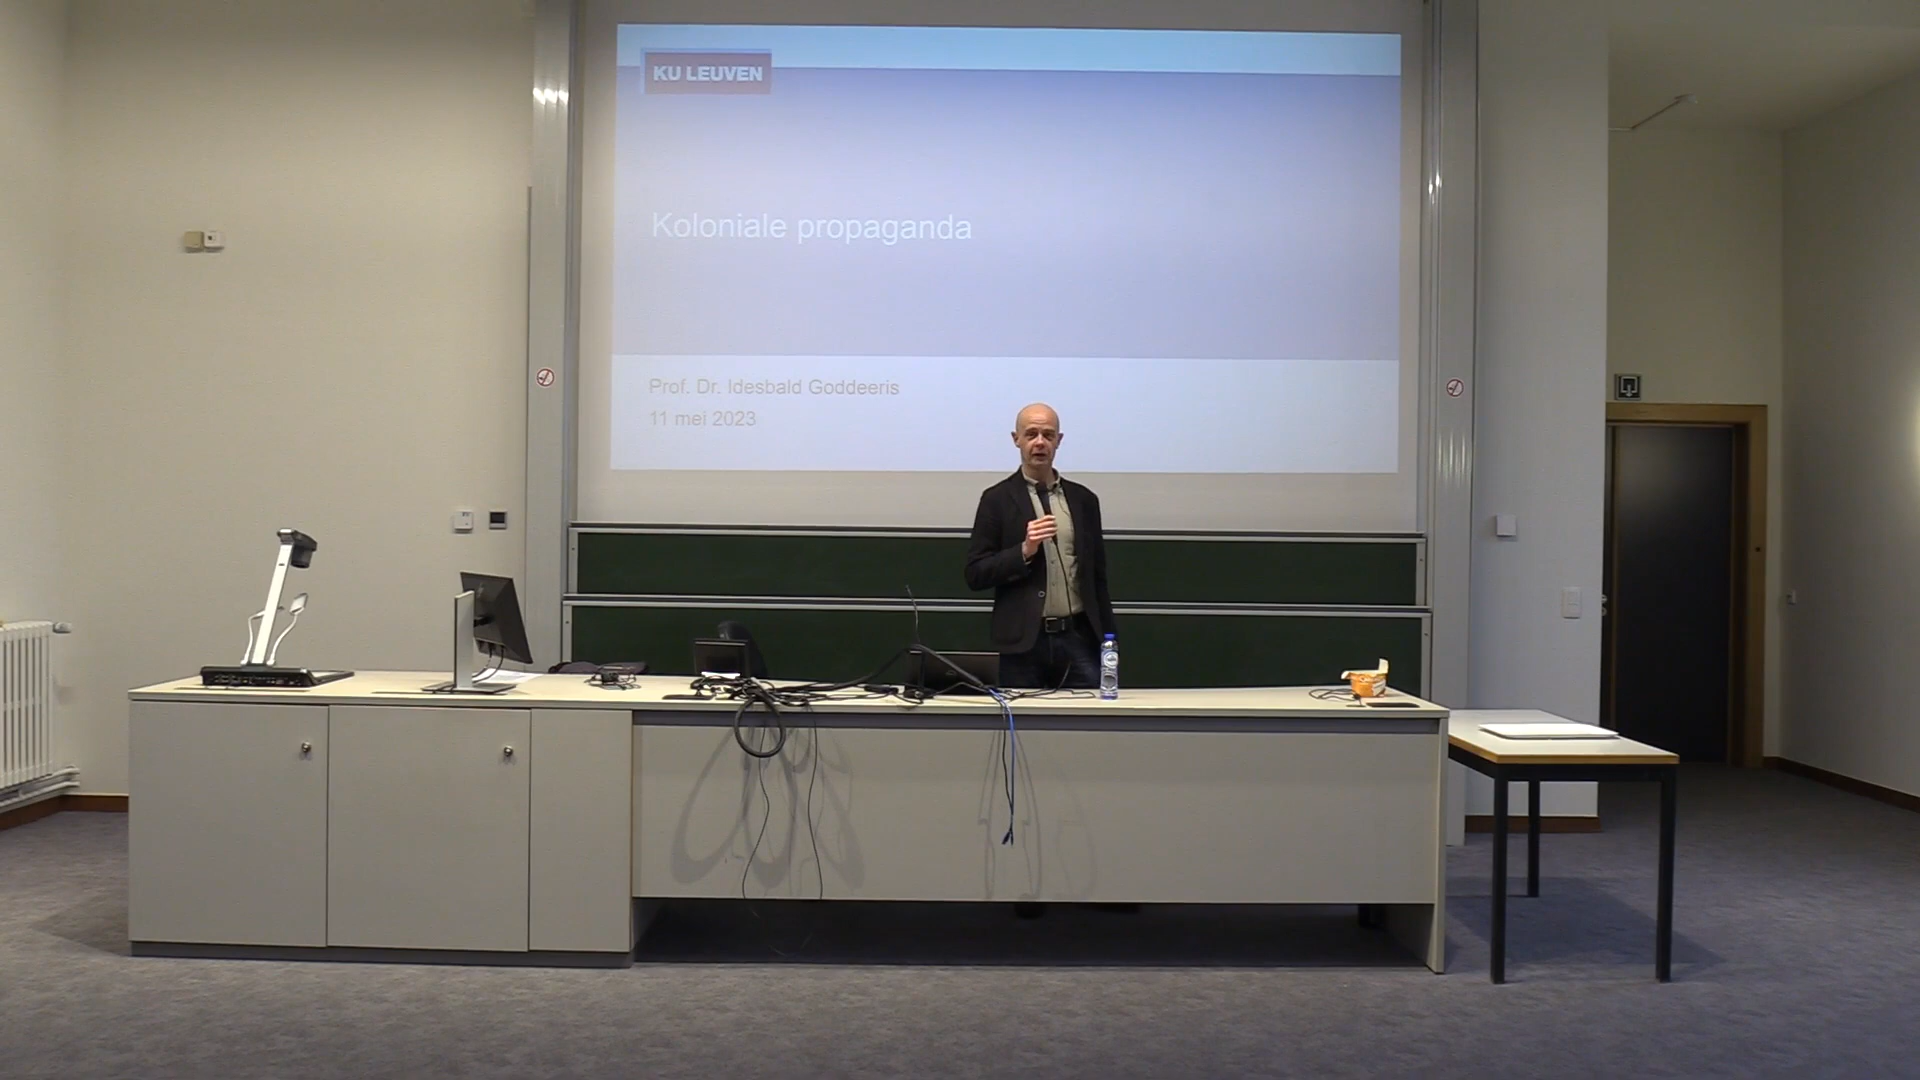 KU LEUVEN
Koloniale propaganda
Prof. Dr. Idesbald Goddeeris
11 mei 2023